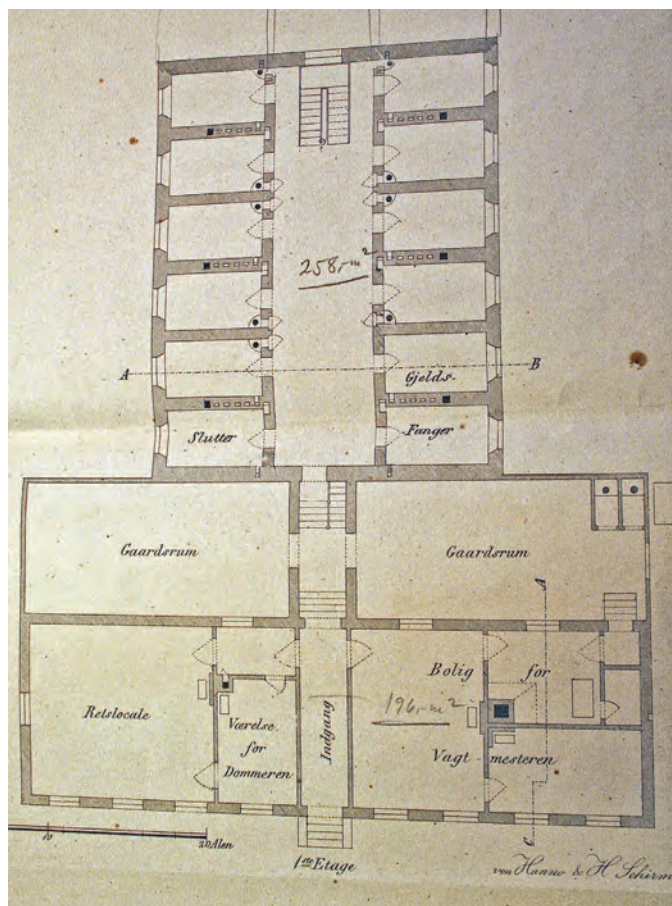 258,- m²
A
B
Gjelds-
Slutter
Fanger
Gaardsrum
Gaardsrum
A
Bolig for
Retslocale
196,- m²
Værelse
for
Dommeren
Indgang
Vagt mesteren
10
20 Alen
C
1ste Etage
von Hanno & H Schirm